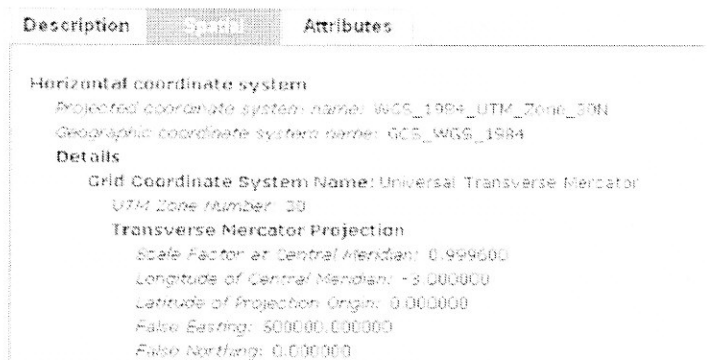 Description Spatial Attributes
Horizontal coordinate system
Projected coordinate system name: WGS_1984_UTM_Zone_30N
Geographic coordinate system name: GCS_WGS_1984
Details
Grid Coordinate System Name: Universal Transverse Mercator
UTM Zone Number: 30
Transverse Mercator Projection
Scale Factor at Central Meridian: 0.999600
Longitude of Central Meridian: -3.000000
Latitude of Projection Origin: 0.000000
False Easting: 500000.000000
False Northing: 0.000000